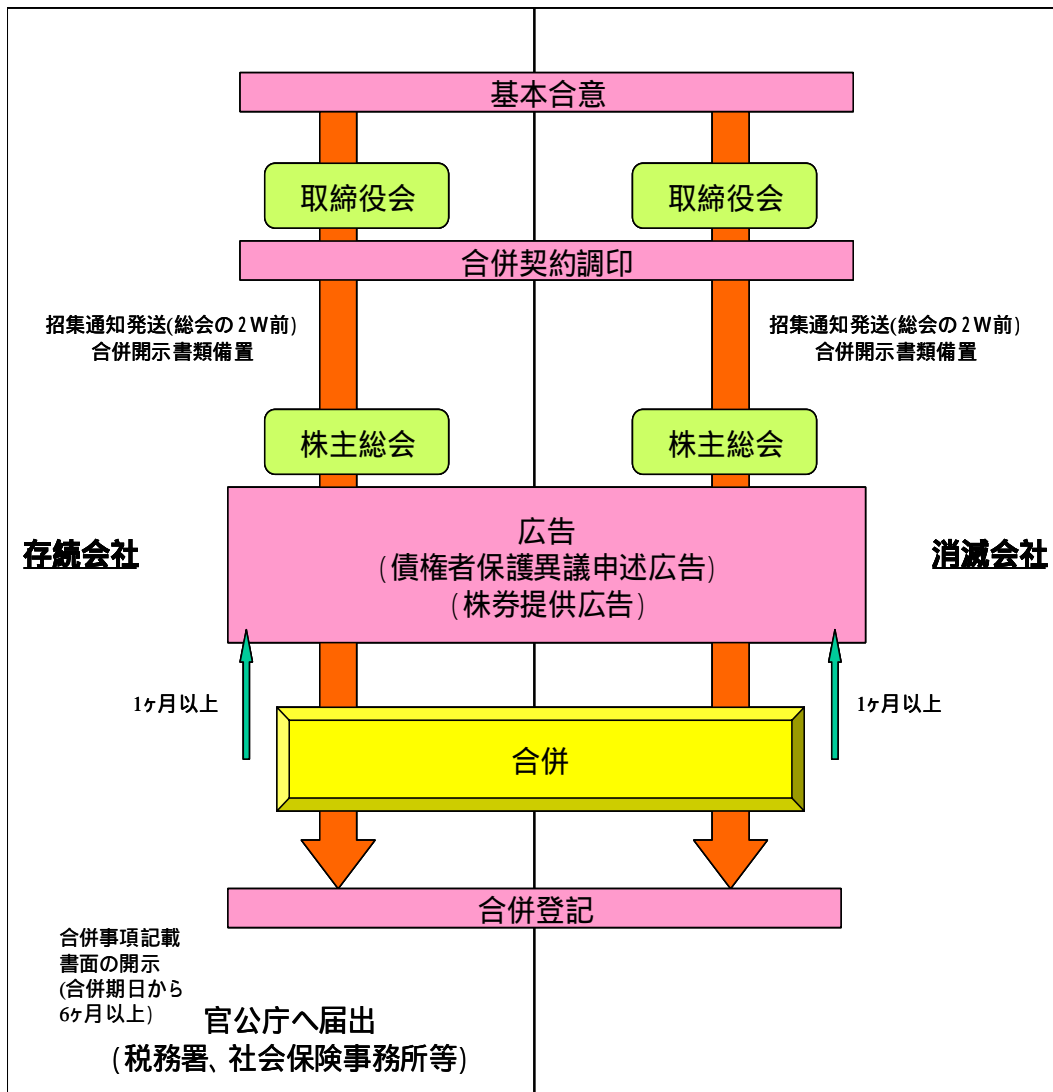 基本合意
取締役会
取締役会
合併契約調印
招集通知発送(総会の2W前)
合併開示書類備置
招集通知発送(総会の2W前)
合併開示書類備置
株主総会
株主総会
広告
(債権者保護異議申述広告)
(株券提供広告)
存続会社
消滅会社
1ヶ月以上
1ヶ月以上
合併
合併登記
合併事項記載
書面の開示
(合併期日から
6ヶ月以上)
官公庁へ届出
(税務署、社会保険事務所等)